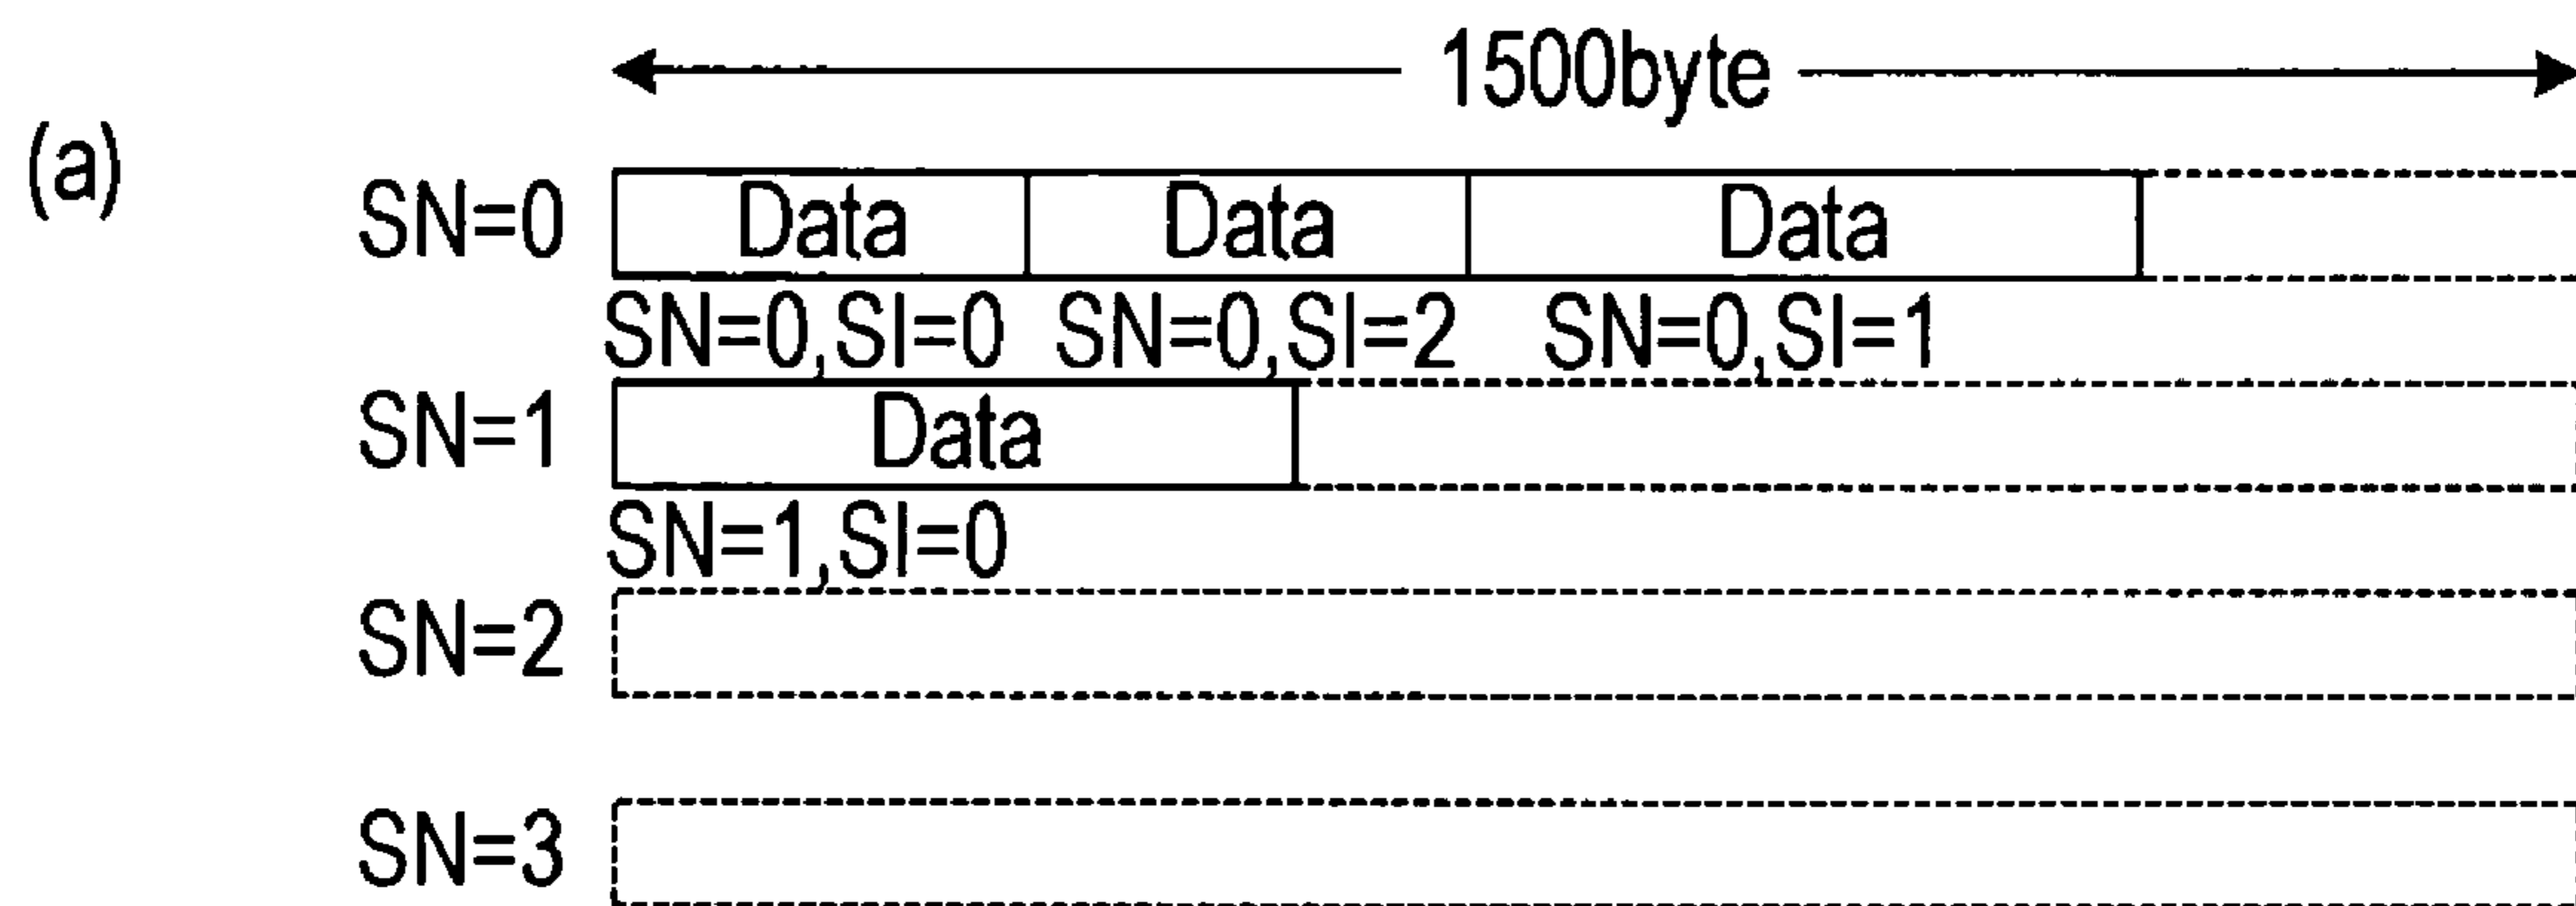 1500byte
(a)
SN=0 Data Data Data
SN=0,SI=0 SN=0,SI=2 SN=0,SI=1
SN=1 Data
SN=1,SI=0
SN=2
SN=3